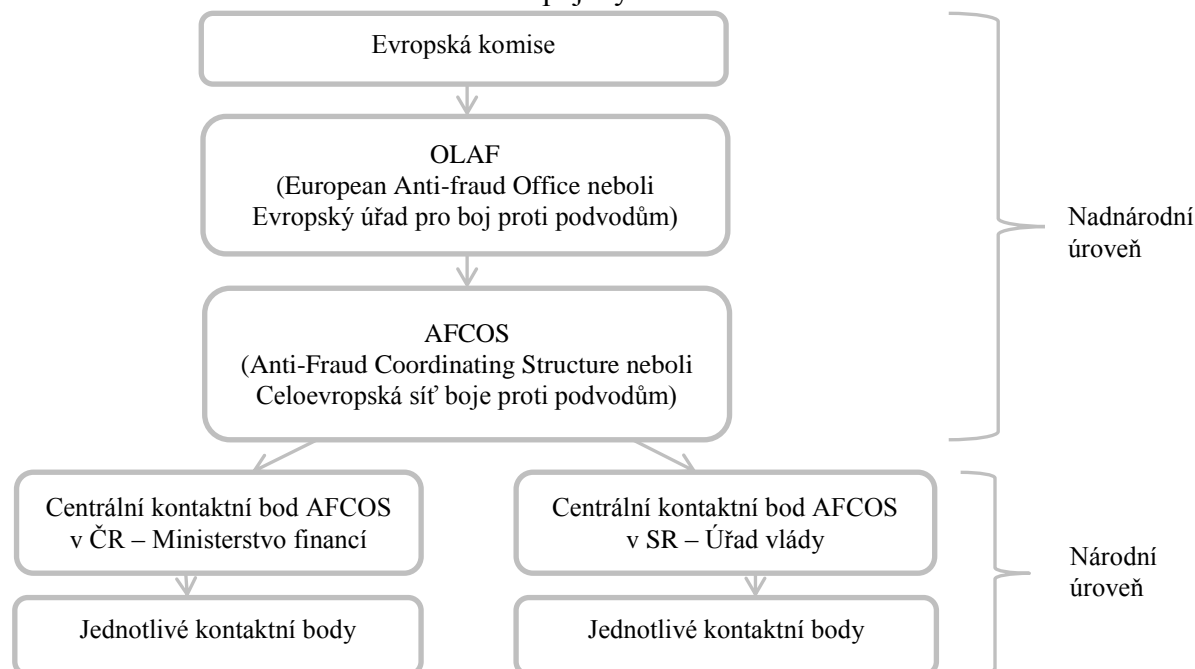 Evropská komise
OLAF
(European Anti-fraud Office neboli
Evropský úřad pro boj proti podvodům)
Nadnárodní
úroveň
AFCOS
(Anti-Fraud Coordinating Structure neboli
Celoevropská síť boje proti podvodům)
Centrální kontaktní bod AFCOS
v ČR – Ministerstvo financí
Centrální kontaktní bod AFCOS
v SR – Úřad vlády
Národní
úroveň
Jednotlivé kontaktní body
Jednotlivé kontaktní body